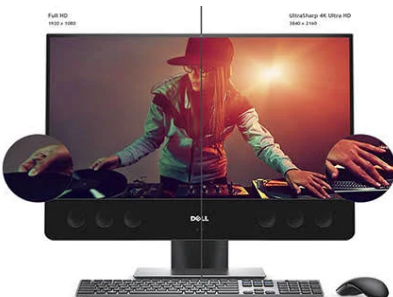 Full HD
1920 x 1080
UltraSharp 4K Ultra HD
3840 x 2160
DELL